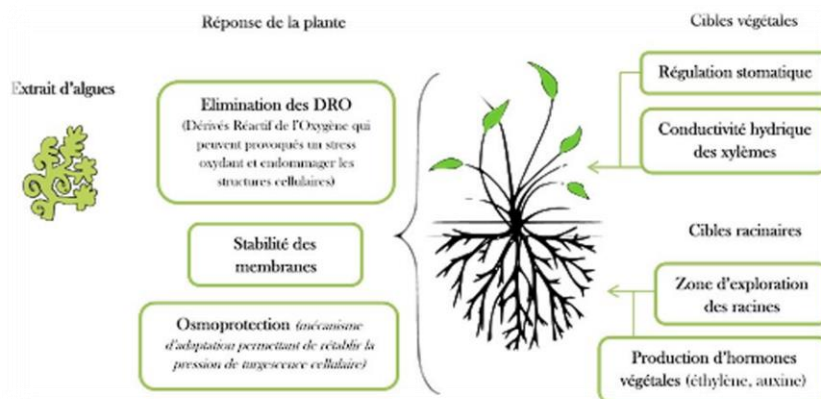 Réponse de la plante
Cibles végétales
Extrait d'algues
Elimination des DRO
(Dérivés Réactif de l'Oxygène qui
peuvent provoqués un stress
oxydant et endommager les
structures cellulaires)
Stabilité des
membranes
Osmoprotection (mécanisme
d'adaptation permettant de rétablir la
pression de turgescence cellulaire)
Régulation stomatique
Conductivité hydrique
des xylèmes
Cibles racinaires
Zone d'exploration
des racines
Production d'hormones
végétales (éthylène, auxine)